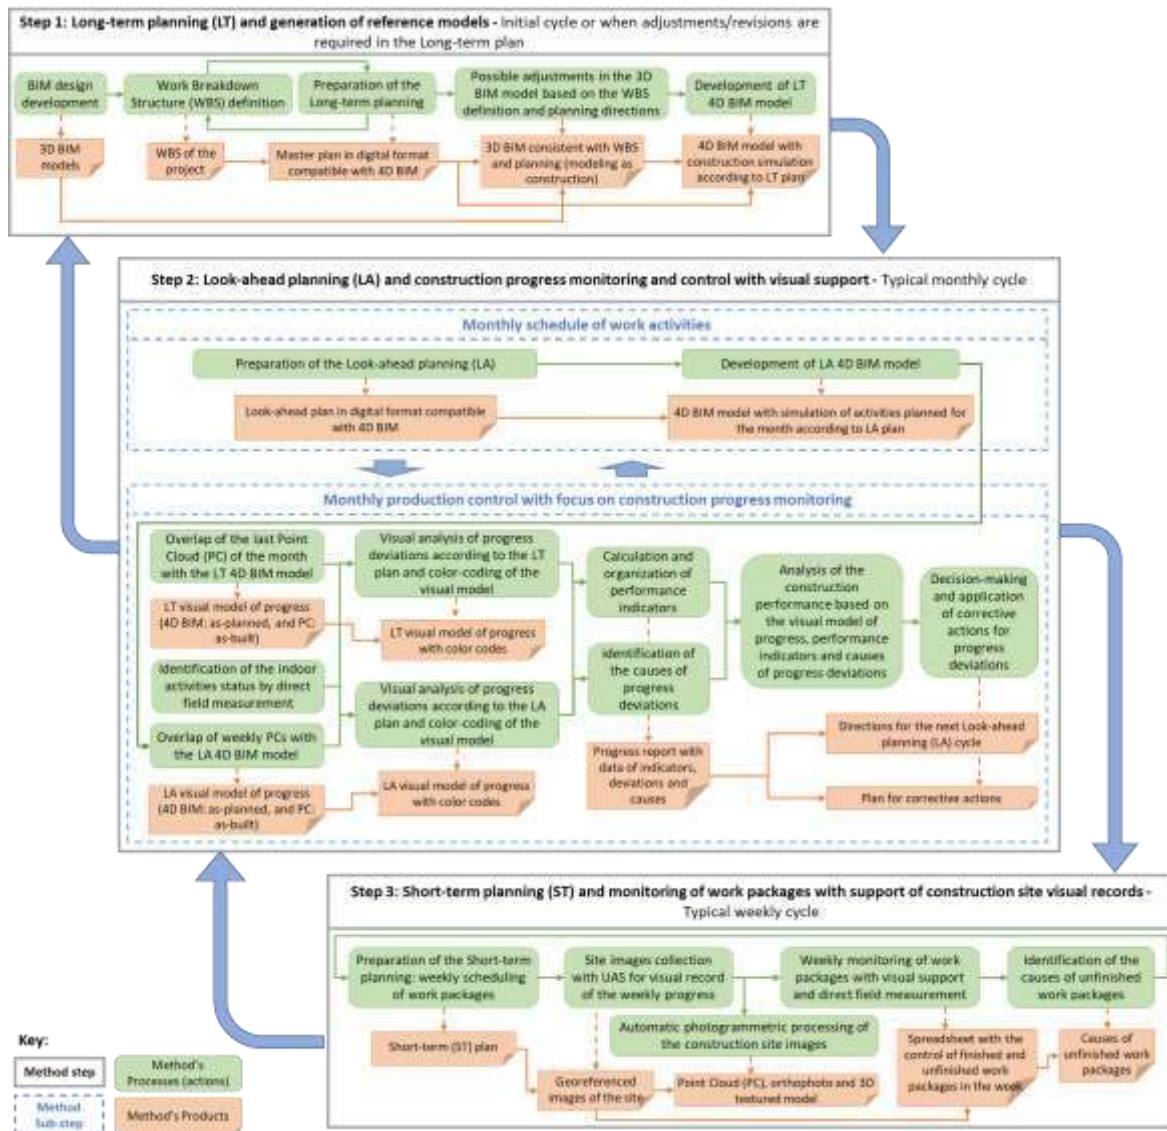 Step 1: Long-term planning (LT) and generation of reference models - Initial cycle or when adjustments/revisions are
required in the Long-term plan
BIM design
development
Work Breakdown
Structure (WBS) definition
Preparation of the
Long-term planning
Possible adjustments in the 3D
BIM model based on the WBS
definition and planning directions
Development of LT
4D BIM model
3D BIM
models
WBS of the
project
Master plan in digital format
compatible with 4D BIM
3D BIM consistent with WBS
and planning (modeling as
construction)
4D BIM model with
construction simulation
according to LT plan
Step 2: Look-ahead planning (LA) and construction progress monitoring and control with visual support - Typical monthly cycle
Monthly schedule of work activities
Preparation of the Look-ahead planning (LA)
Development of LA 4D BIM model
Look-ahead plan in digital format compatible
with 4D BIM
4D BIM model with simulation of activities planned for
the month according to LA plan
Monthly production control with focus on construction progress monitoring
Overlap of the last Point
Cloud (PC) of the month
with the LT 4D BIM model
Visual analysis of progress
deviations according to the LT
plan and color-coding of the
visual model
Calculation and
organization of
performance
indicators
Analysis of the
construction
performance based on
the visual model of
progress, performance
indicators and causes
of progress deviations
Decision-making
and application
of corrective
actions for
progress
deviations
LT visual model of progress
(4D BIM: as-planned, and PC:
as-built)
LT visual model of progress
with color codes
Identification of the indoor
activities status by direct
field measurement
Identification of
the causes of
progress
deviations
Visual analysis of progress
deviations according to the LA
plan and color-coding of the
visual model
Overlap of weekly PCs with
the LA 4D BIM model
Directions for the next Look-ahead
planning (LA) cycle
Progress report with
data of indicators,
deviations and
causes
LA visual model of progress
(4D BIM: as-planned, and PC:
as-built)
LA visual model of progress
with color codes
Plan for corrective actions
Step 3: Short-term planning (ST) and monitoring of work packages with support of construction site visual records -
Typical weekly cycle
Preparation of the Short-term
planning: weekly scheduling
of work packages
Site images collection
with UAS for visual record
of the weekly progress
Weekly monitoring of work
packages with visual support
and direct field measurement
Identification of the
causes of unfinished
work packages
Short-term (ST) plan
Automatic photogrammetric processing of
the construction site images
Spreadsheet with the
control of finished and
unfinished work
packages in the week
Causes of
unfinished work
packages
Georeferenced
images of the site
Point Cloud (PC), orthophoto and 3D
textured model
Key:
Method step
Method's
Processes (actions)
Method
Sub-step
Method's Products